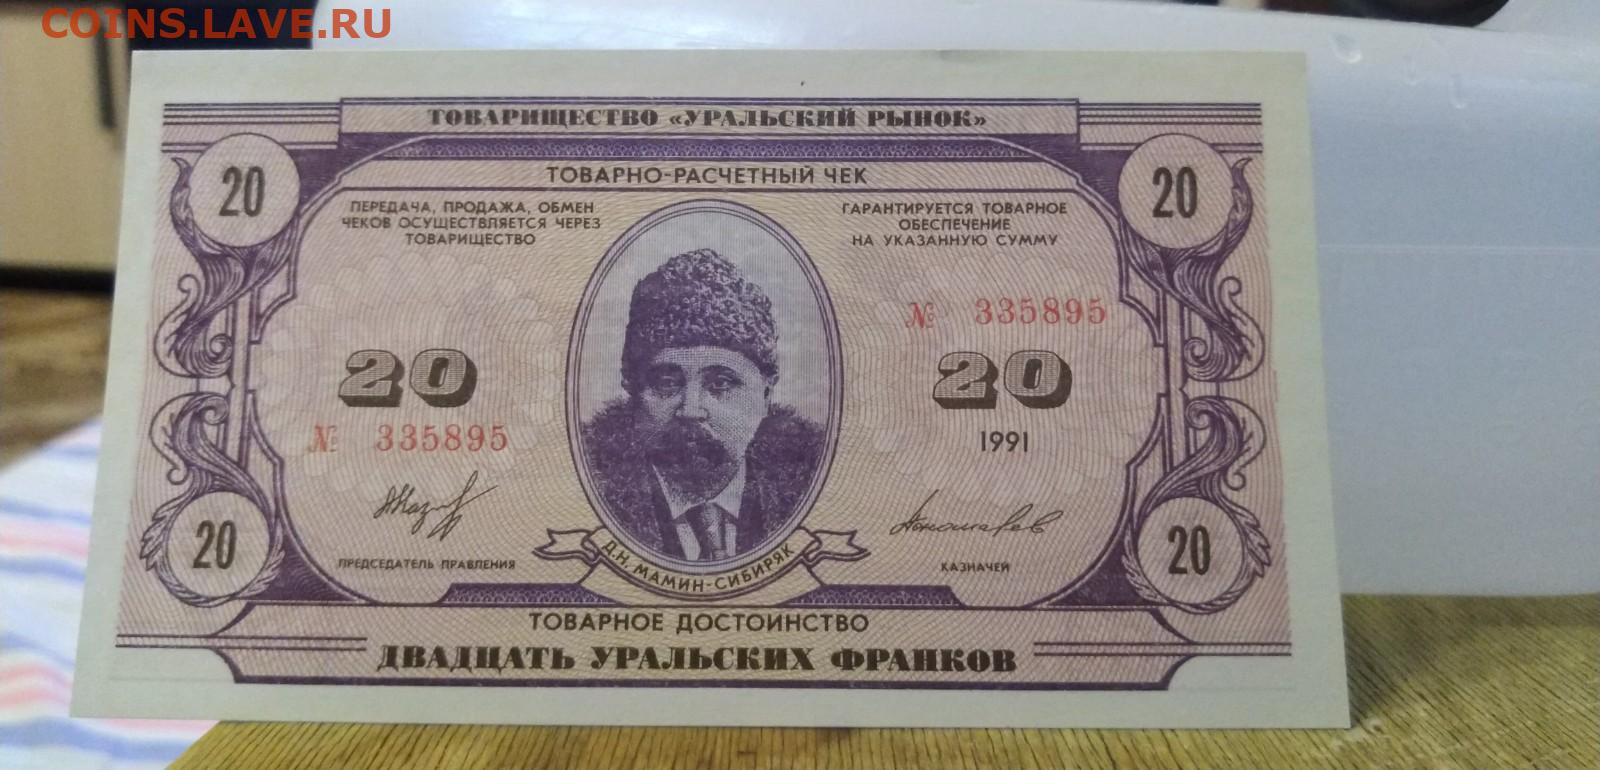 COINS.LAVE.RU
ТОВАРИЩЕСТВО «УРАЛЬСКИЙ РЫНОК»
ТОВАРНО-РАСЧЕТНЫЙ ЧЕК
20
20
ПЕРЕДАЧА, ПРОДАЖА, ОБМЕН
ЧЕКОВ ОСУЩЕСТВЛЯЕТСЯ ЧЕРЕЗ
ТОВАРИЩЕСТВО
ГАРАНТИРУЕТСЯ ТОВАРНОЕ
ОБЕСПЕЧЕНИЕ
НА УКАЗАННУЮ СУММУ
№ 335895
20
20
№ 335895
1991
Пономарев
20
20
ПРЕДСЕДАТЕЛЬ ПРАВЛЕНИЯ
Д.Н. МАМИН-СИБИРЯК
КАЗНАЧЕЙ
ТОВАРНОЕ ДОСТОИНСТВО
ДВАДЦАТЬ УРАЛЬСКИХ ФРАНКОВ